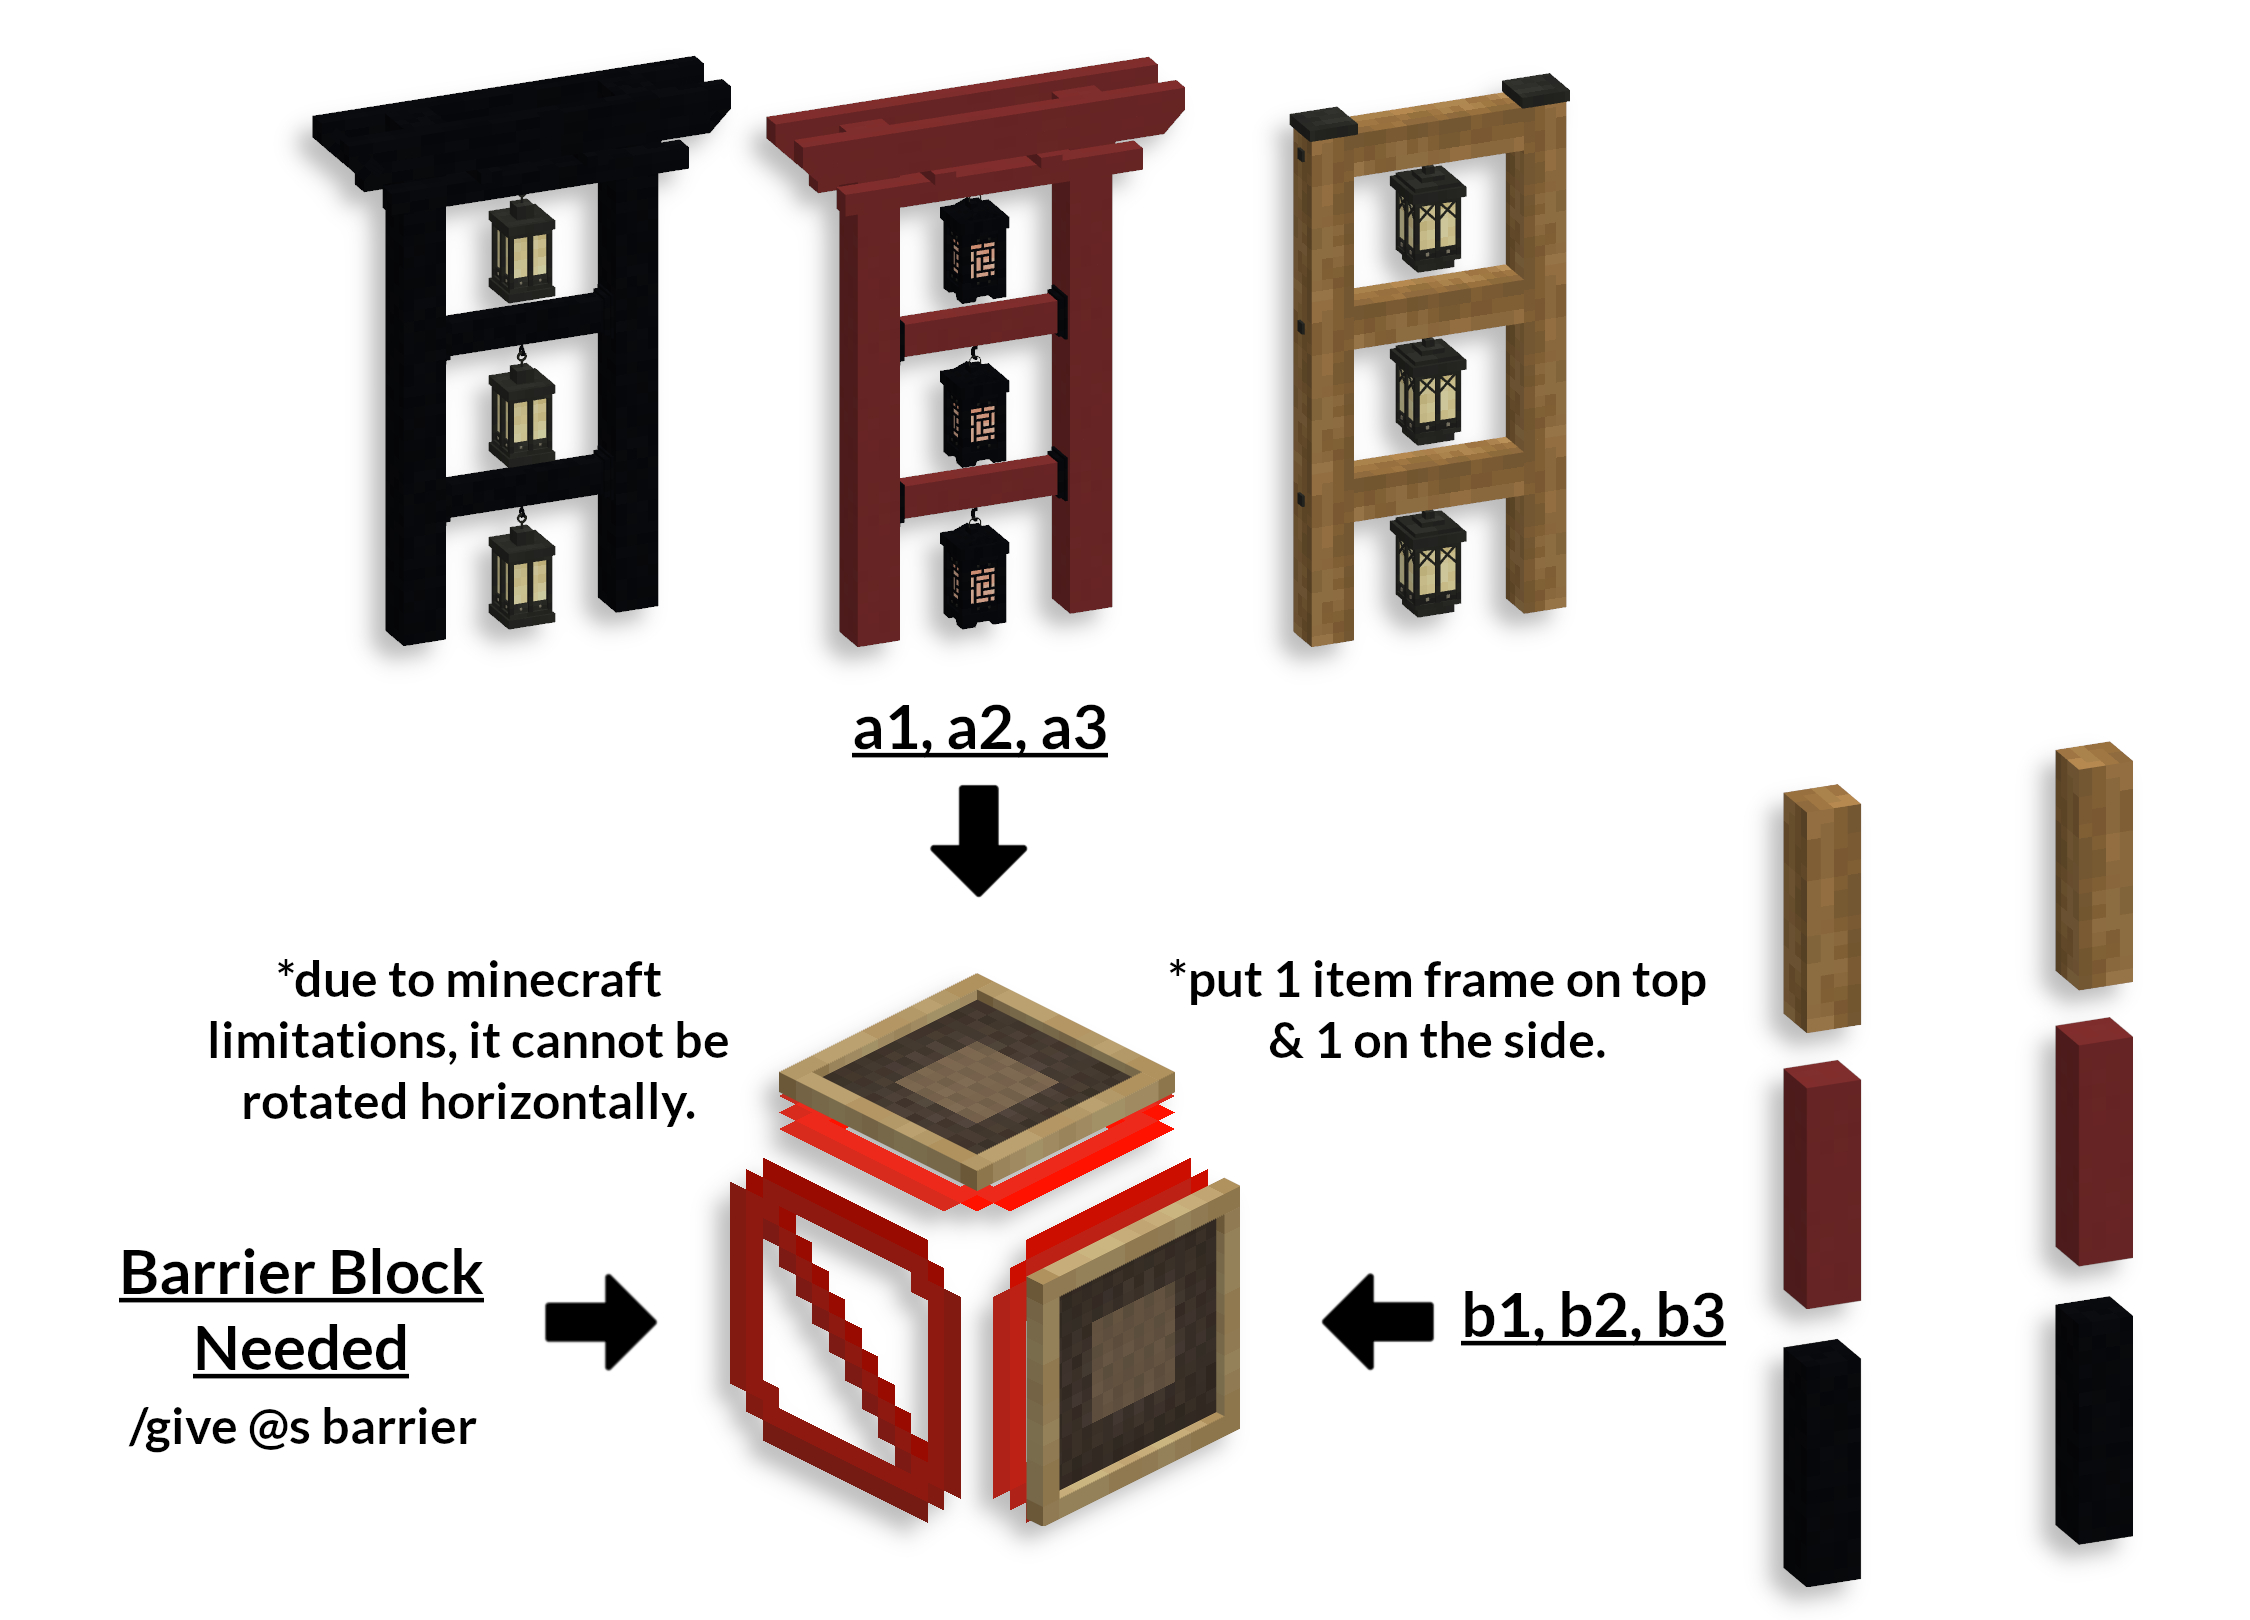 a1, a2, a3
*due to minecraft
limitations, it cannot be
rotated horizontally.
*put 1 item frame on top
& 1 on the side.
Barrier Block
Needed
/give @s barrier
b1, b2, b3